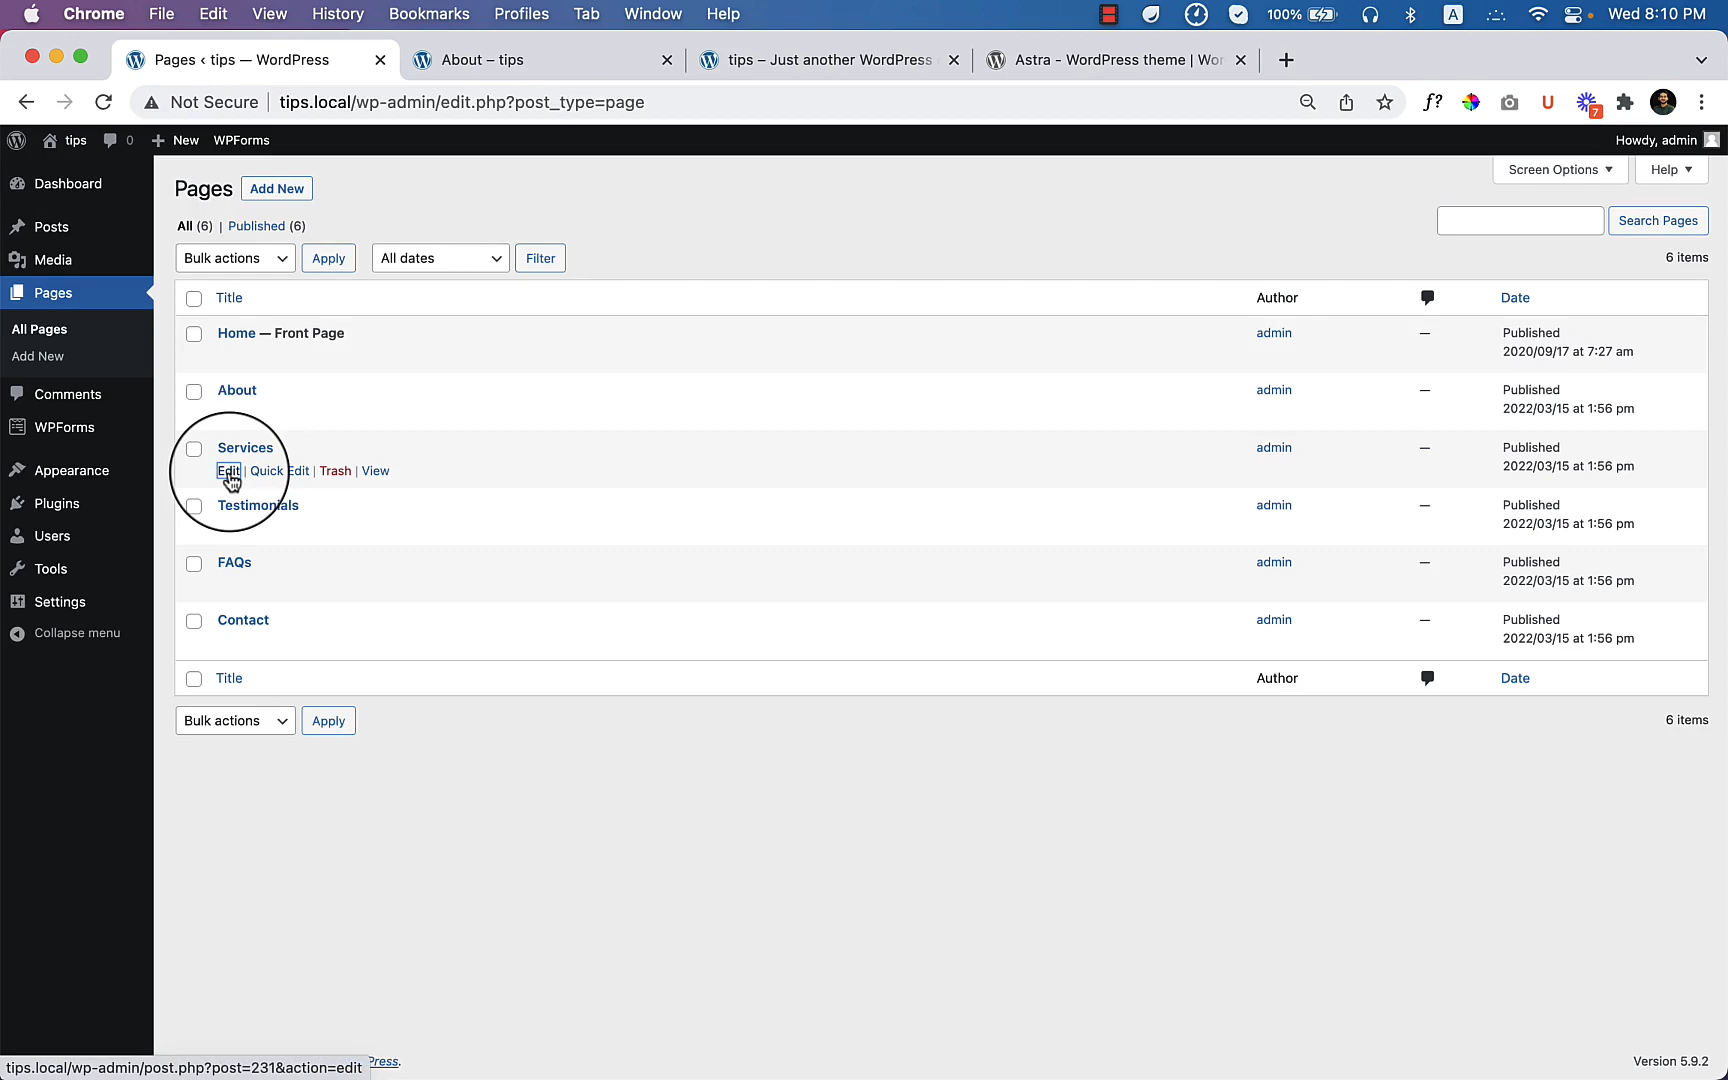 Chrome File Edit View History Bookmarks Profiles Tab Window Help 100% A Wed 8:10 PM
Pages ‹ tips — WordPress About – tips tips – Just another WordPress Astra - WordPress theme | Wor
Not Secure tips.local/wp-admin/edit.php?post_type=page f? U 7
tips 0 New WPForms Howdy, admin
Screen Options Help
Dashboard
Posts
Media
Pages
All Pages
Add New
Comments
WPForms
Appearance
Plugins
Users
Tools
Settings
Collapse menu
Pages Add New
All (6) | Published (6)
Search Pages
Bulk actions Apply All dates Filter 6 items
Title Author Date
Home — Front Page admin — Published
2020/09/17 at 7:27 am
About admin — Published
2022/03/15 at 1:56 pm
Services admin — Published
2022/03/15 at 1:56 pm
Edit | Quick Edit | Trash | View
Testimonials admin — Published
2022/03/15 at 1:56 pm
FAQs admin — Published
2022/03/15 at 1:56 pm
Contact admin — Published
2022/03/15 at 1:56 pm
Title Author Date
Bulk actions Apply 6 items
Press. Version 5.9.2
tips.local/wp-admin/post.php?post=231&action=edit